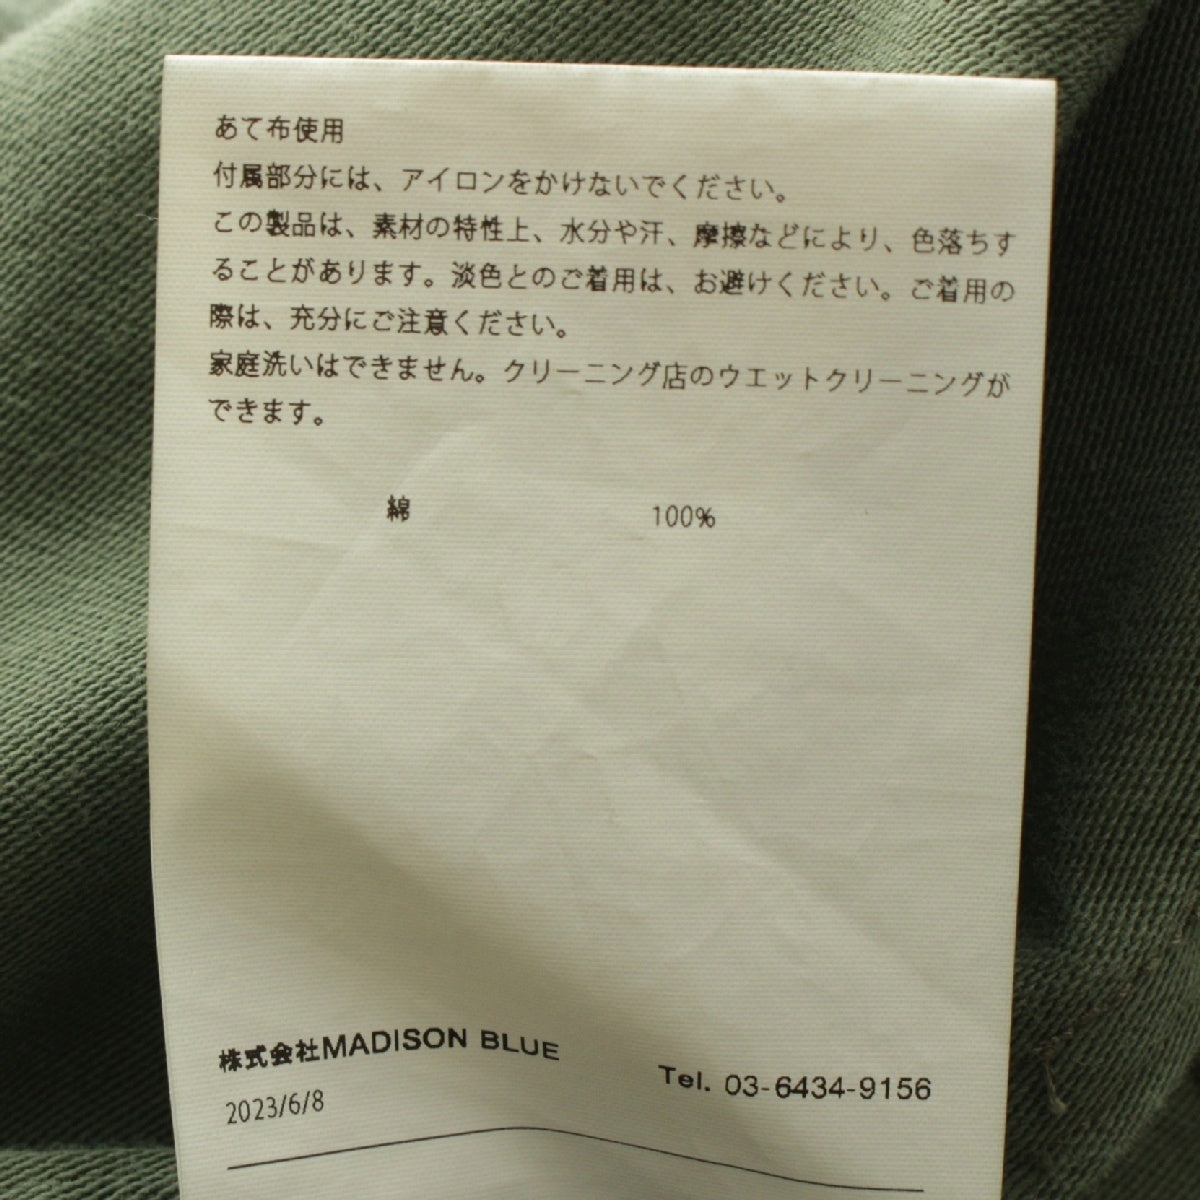 あて布使用
付属部分には、アイロンをかけないでください。
この製品は、素材の特性上、水分や汗、摩擦などにより、色落ちす
ることがあります。淡色とのご着用は、お避けください。ご着用の
際は、充分にご注意ください。
家庭洗いはできません。クリーニング店のウエットクリーニングが
できます。
綿 100%
株式会社MADISON BLUE
Tel. 03-6434-9156
2023/6/8